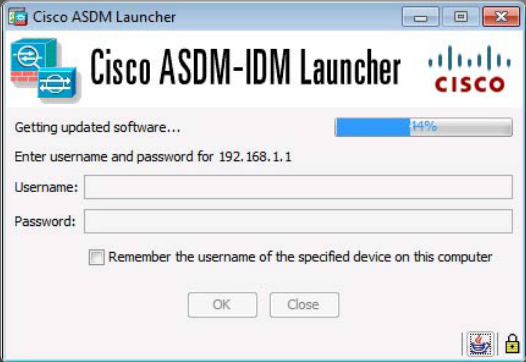 Cisco ASDM Launcher
Cisco ASDM-IDM Launcher
CISCO
Getting updated software...
14%
Enter username and password for 192.168.1.1
Username:
Password:
Remember the username of the specified device on this computer
OK
Close